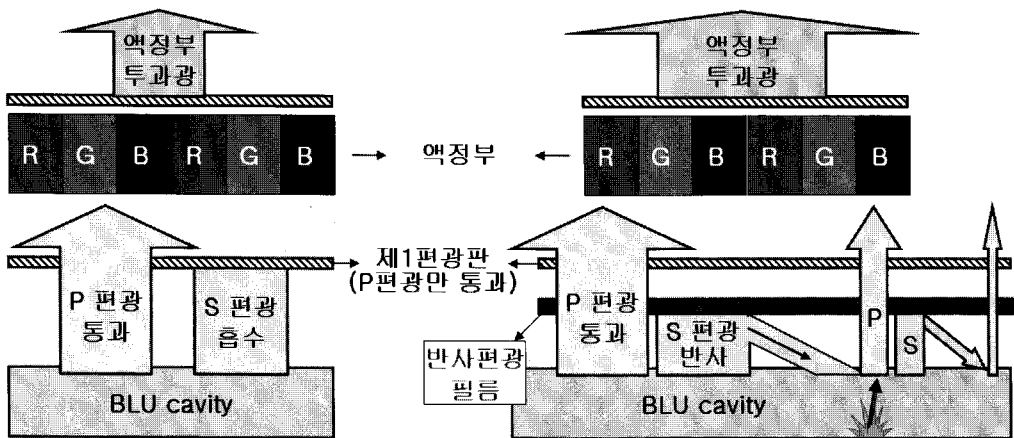 액정부
투과광
액정부
투과광
R G B R G B
액정부
R G B R G B
제1편광판
(P편광만 통과)
P 편광
통과
S 편광
흡수
P 편광
통과
S 편광
반사
P
S
반사편광
필름
BLU cavity
BLU cavity